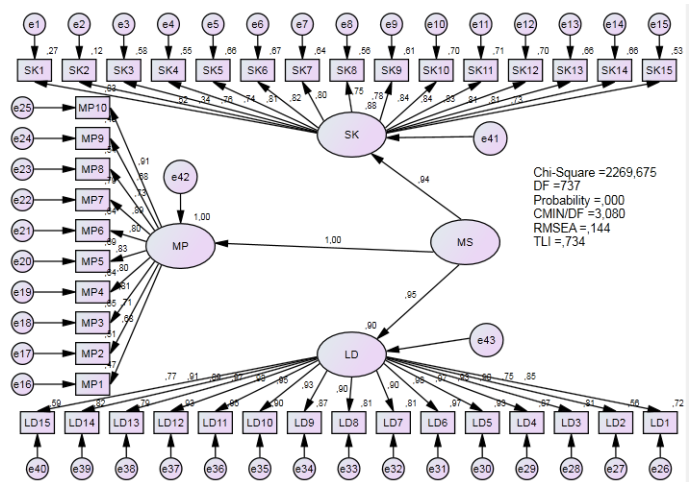 e1 e2 e3 e4 e5 e6 e7 e8 e9 e10 e11 e12 e13 e14 e15
,27 ,12 ,58 ,55 ,66 ,67 ,64 ,56 ,61 ,70 ,71 ,70 ,66 ,66 ,53
SK1 SK2 SK3 SK4 SK5 SK6 SK7 SK8 SK9 SK10 SK11 SK12 SK13 SK14 SK15
,52 ,34 ,76 ,74 ,81 ,82 ,80 ,75 ,78 ,84 ,84 ,83 ,81 ,81 ,73
,88
SK
e41
e25 MP10
e24 MP9
e23 MP8
e22 MP7
e21 MP6
e20 MP5
e19 MP4
e18 MP3
e17 MP2
e16 MP1
,91
,73
,80
,83
,80
,71
e42
MP
1,00
1,00
,94
MS
,95
Chi-Square =2269,675
DF =737
Probability =,000
CMIN/DF =3,080
RMSEA =,144
TLI =,734
,90
LD
e43
,77 ,91 ,95 ,93 ,90 ,90 ,75 ,85
,59 ,82 ,79 ,93 ,90 ,87 ,81 ,81 ,97 ,93 ,87 ,81 ,56 ,72
LD15 LD14 LD13 LD12 LD11 LD10 LD9 LD8 LD7 LD6 LD5 LD4 LD3 LD2 LD1
e40 e39 e38 e37 e36 e35 e34 e33 e32 e31 e30 e29 e28 e27 e26